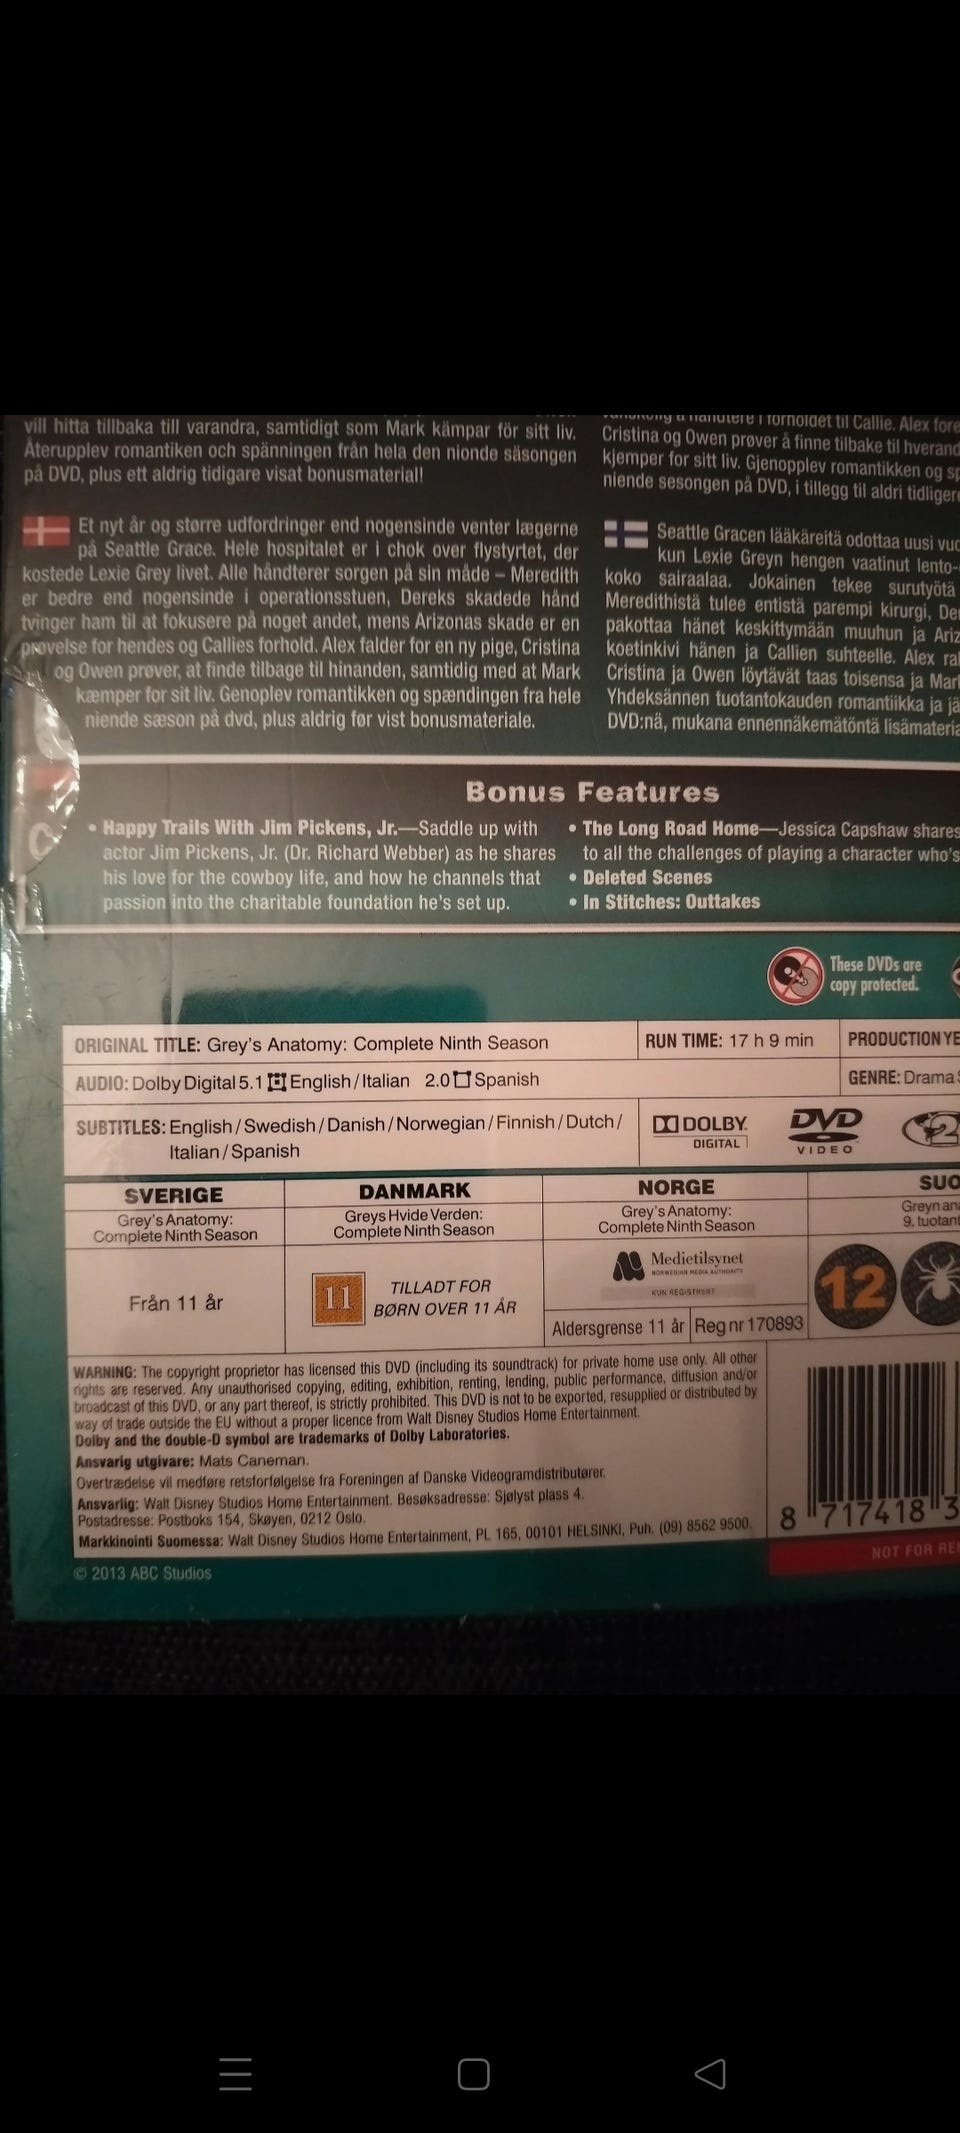 vill hitta tillbaka till varandra, samtidigt som Mark kämpar för sitt liv.
Återupplev romantiken och spänningen från hela den nionde säsongen
på DVD, plus ett aldrig tidigare visat bonusmaterial!
håndtere i forholdet til Callie. Alex
Cristina og Owen prøver å finne tilbake til
kjemper for sitt liv. Gjenopplev romantikken og
niende sesongen på DVD, i tillegg til aldri
Et nyt år og større udfordringer end nogensinde venter lægerne
på Seattle Grace. Hele hospitalet er i chok over flystyrtet, der
kostede Lexie Grey livet. Alle håndterer sorgen på sin måde – Meredith
er bedre end nogensinde i operationsstuen, Dereks skadede hånd
tvinger ham til at fokusere på noget andet, mens Arizonas skade er en
prøvelse for hendes og Callies forhold. Alex falder for en ny pige, Cristina
og Owen prøver, at finde tilbage til hinanden, samtidig med at Mark
kæmper for sit liv. Genoplev romantikken og spændingen fra hele
niende sæson på dvd, plus aldrig før vist bonusmateriale.
Seattle Gracen lääkäreitä odottaa uusi
kun Lexie Greyn hengen vaatinut lento-
koko sairaalaa. Jokainen tekee surutyötä
Meredithistä tulee entistä parempi kirurgi,
pakottaa hänet keskittymään muuhun ja
koetinkivi hänen ja Callien suhteelle. Alex
Cristina ja Owen löytävät taas toisensa ja
Yhdeksännen tuotantokauden romantiikka ja
DVD:nä, mukana ennennäkemätöntä
Bonus Features
• Happy Trails With Jim Pickens, Jr.—Saddle up with
actor Jim Pickens, Jr. (Dr. Richard Webber) as he shares
his love for the cowboy life, and how he channels that
passion into the charitable foundation he's set up.
• The Long Road Home—Jessica Capshaw shares
to all the challenges of playing a character who's
• Deleted Scenes
• In Stitches: Outtakes
These DVDs are
copy protected.
ORIGINAL TITLE: Grey's Anatomy: Complete Ninth Season
RUN TIME: 17 h 9 min
PRODUCTION
AUDIO: Dolby Digital 5.1 English/Italian 2.0 Spanish
GENRE: Drama
SUBTITLES: English/Swedish/Danish/Norwegian/Finnish/Dutch/
Italian/Spanish
DOLBY
DIGITAL
DVD
VIDEO
2
SVERIGE
Grey's Anatomy:
Complete Ninth Season
Från 11 år
DANMARK
Greys Hvide Verden:
Complete Ninth Season
11
TILLADT FOR
BØRN OVER 11 ÅR
NORGE
Grey's Anatomy:
Complete Ninth Season
Medietilsynet
NORWEGIAN MEDIA AUTHORITY
KUN REGISTRERT
Aldersgrense 11 år
Reg nr 170893
SUO
Greyn
9.
12
WARNING: The copyright proprietor has licensed this DVD (including its soundtrack) for private home use only. All other
rights are reserved. Any unauthorised copying, editing, exhibition, renting, lending, public performance, diffusion and/or
broadcast of this DVD, or any part thereof, is strictly prohibited. This DVD is not to be exported, resupplied or distributed by
way of trade outside the EU without a proper licence from Walt Disney Studios Home Entertainment.
Dolby and the double-D symbol are trademarks of Dolby Laboratories.
Ansvarig utgivare: Mats Caneman.
Overtrædelse vil medføre retsforfølgelse fra Foreningen af Danske Videogramdistributører.
Ansvarlig: Walt Disney Studios Home Entertainment. Besøksadresse: Sjølyst plass 4.
Postadresse: Postboks 154, Skøyen, 0212 Oslo.
Markkinointi Suomessa: Walt Disney Studios Home Entertainment, PL 165, 00101 HELSINKI, Puh. (09) 8562 9500.
8 717418 3
NOT FOR
© 2013 ABC Studios